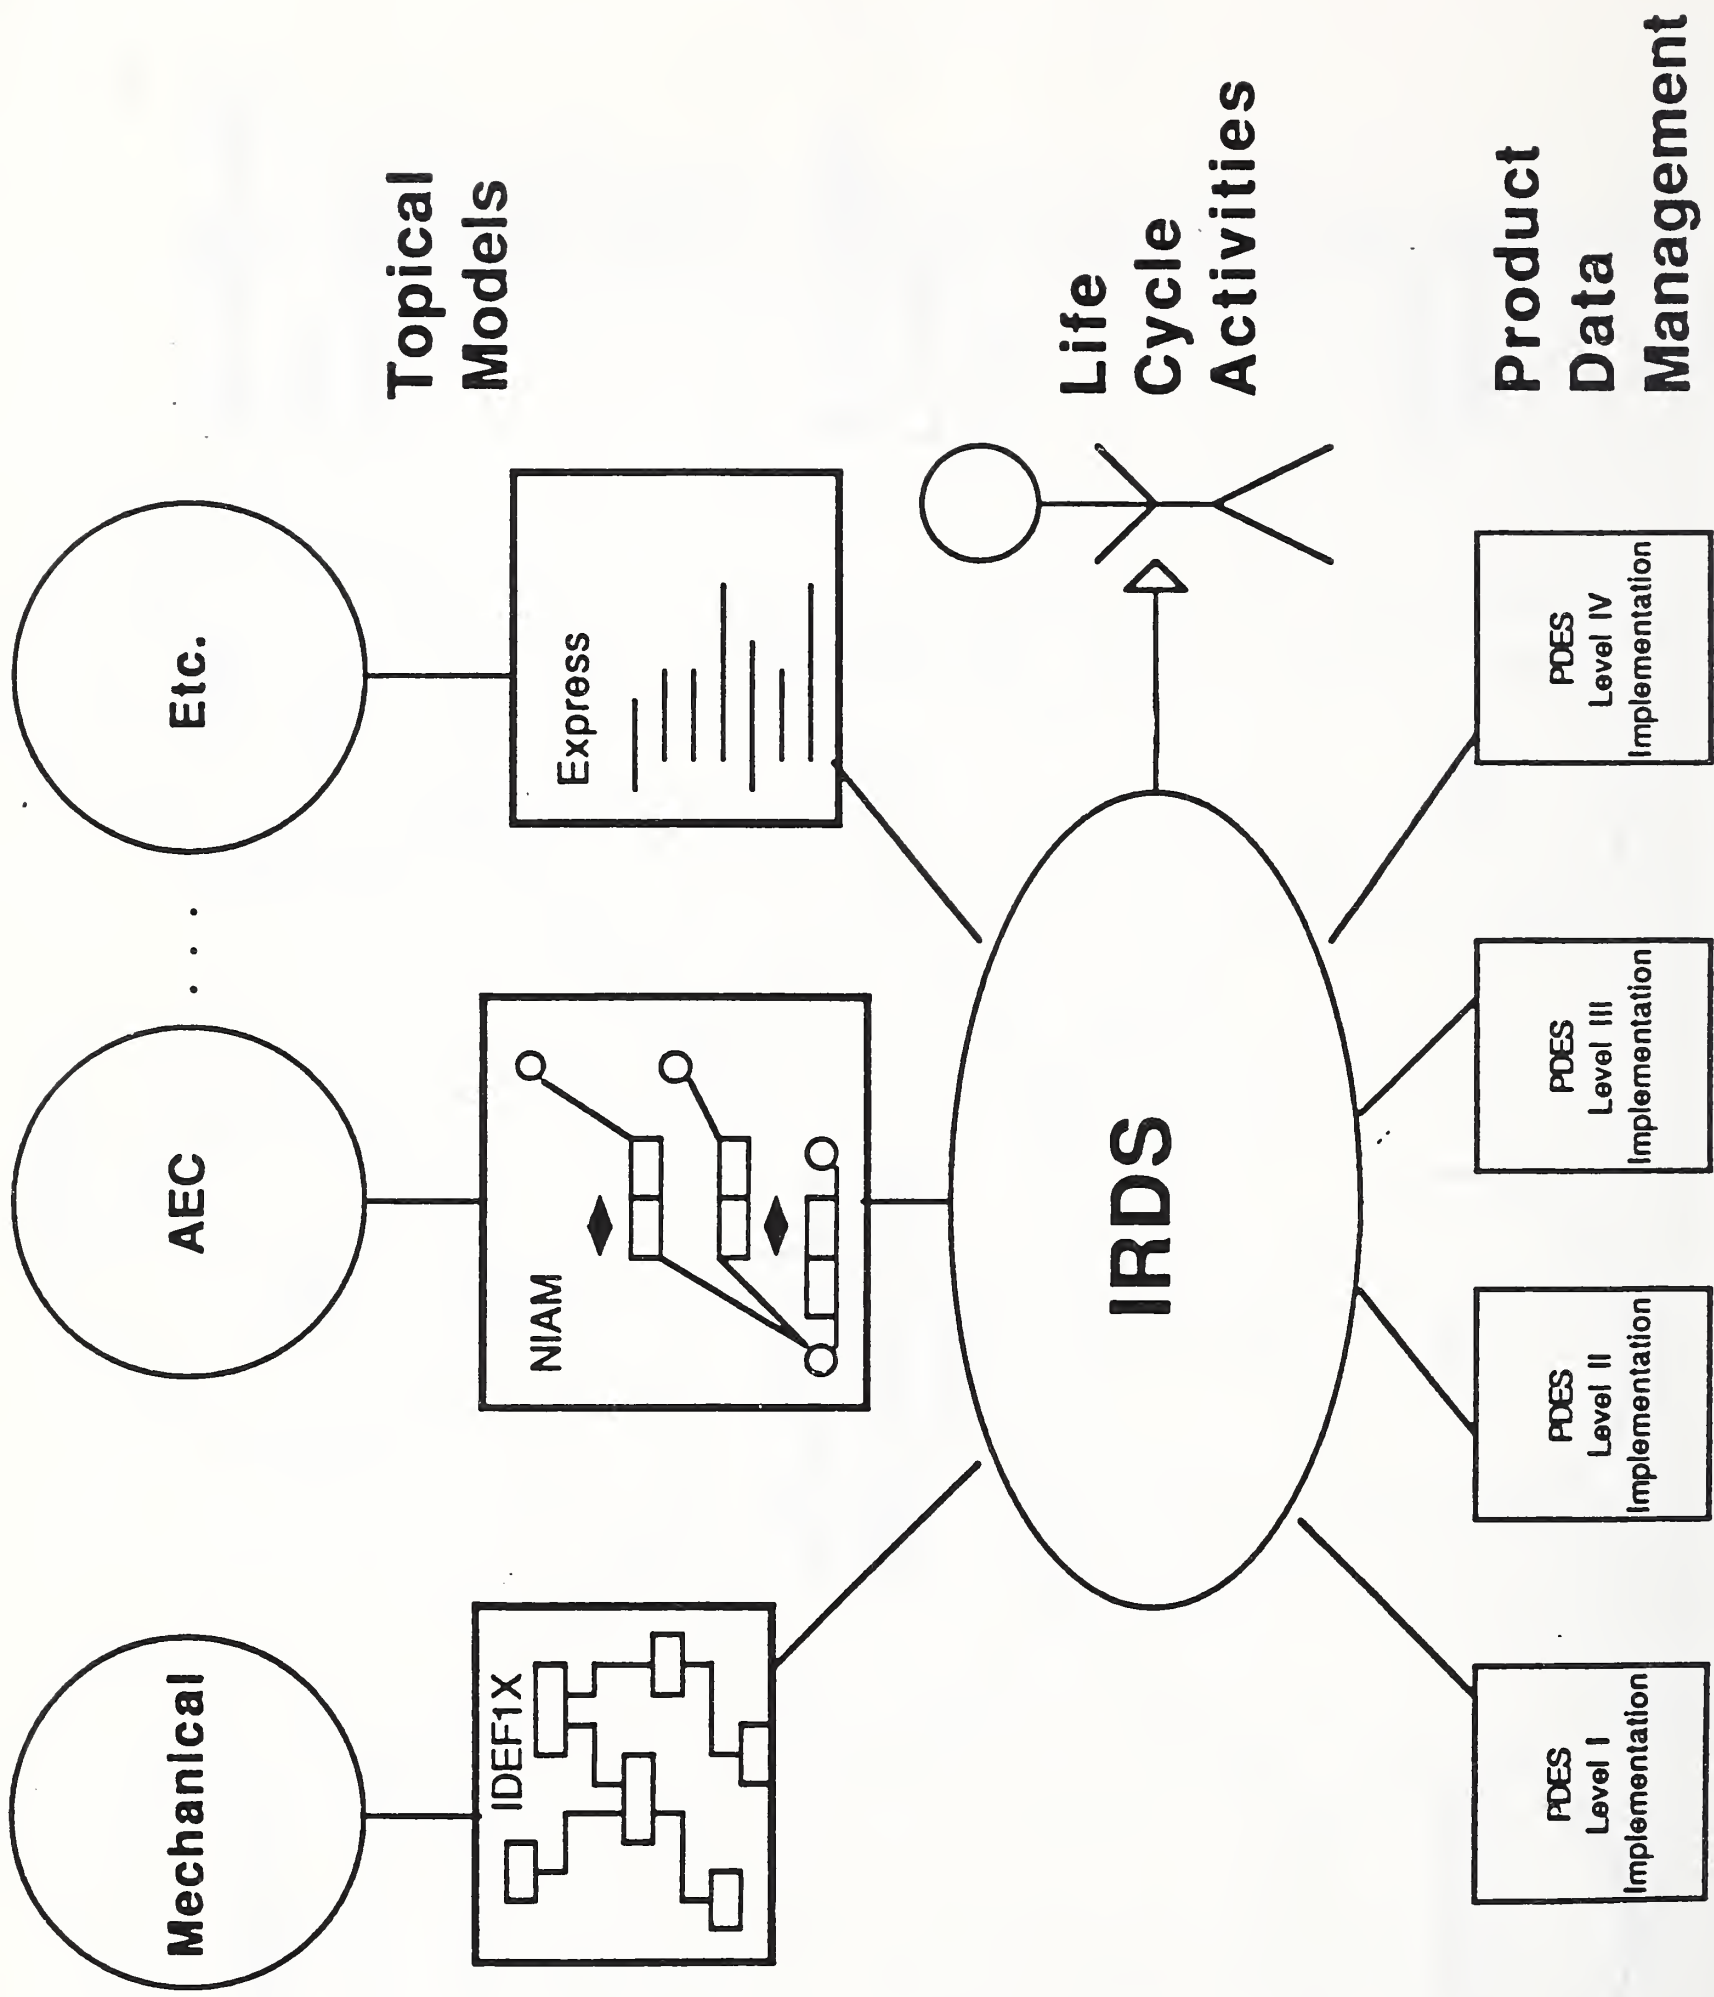 Mechanical
AEC
. . .
Etc.
IDEF1X
NIAM
Express
Topical
Models
IRDS
Life
Cycle
Activities
PDES
Level I
Implementation
PDES
Level II
Implementation
PDES
Level III
Implementation
PDES
Level IV
Implementation
Product
Data
Management